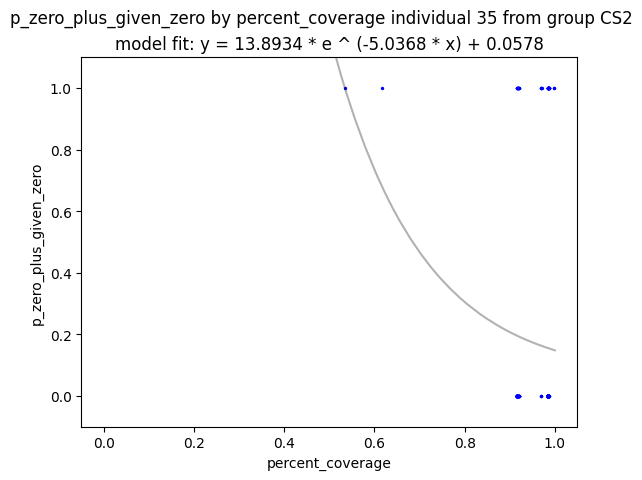 p_zero_plus_given_zero by percent_coverage individual 35 from group CS2
model fit: y = 13.8934 * e ^ (-5.0368 * x) + 0.0578
1.0
0.8
0.6
0.4
0.2
0.0
p_zero_plus_given_zero
0.0 0.2 0.4 0.6 0.8 1.0
percent_coverage